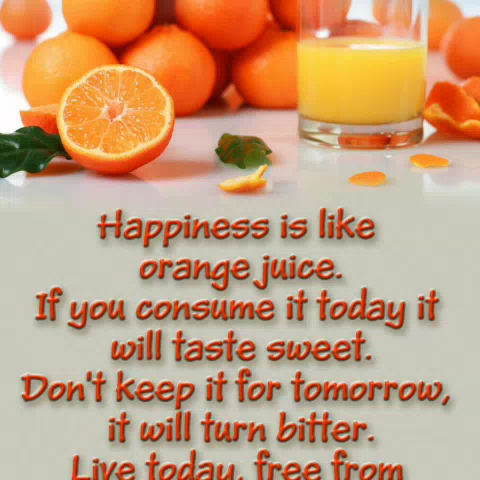 Happiness is like
orange juice.
If you consume it today it
will taste sweet.
Don't keep it for tomorrow,
it will turn bitter.
Live today, free from